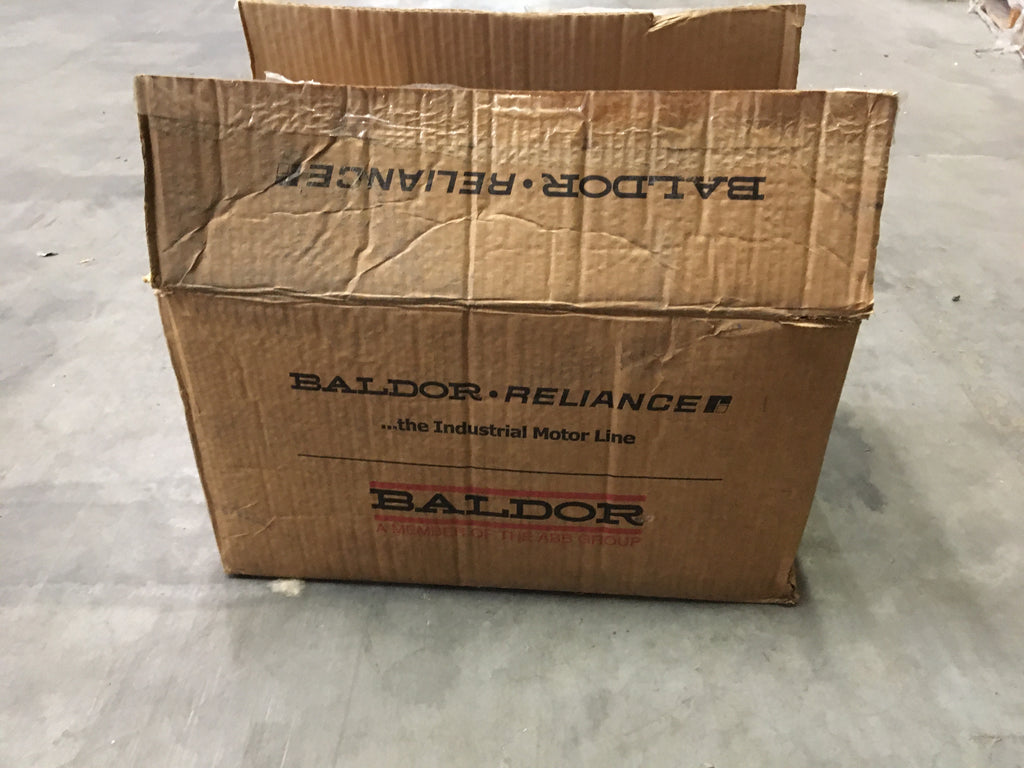 BALDOR • RELIANCE
BALDOR • RELIANCE
...the Industrial Motor Line
BALDOR
A MEMBER OF THE ABB GROUP